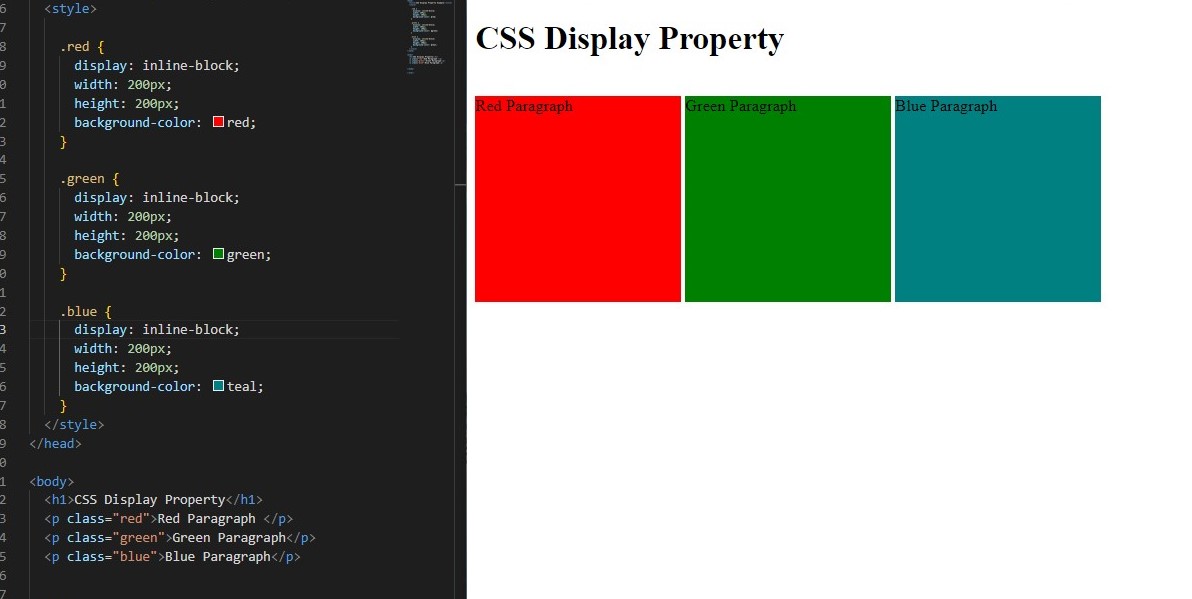 6 <style>
7
8 .red {
9 display: inline-block;
0 width: 200px;
1 height: 200px;
2 background-color: red;
3 }
4
5 .green {
6 display: inline-block;
7 width: 200px;
8 height: 200px;
9 background-color: green;
0 }
1
2 .blue {
3 display: inline-block;
4 width: 200px;
5 height: 200px;
6 background-color: teal;
7 }
8 </style>
9 </head>
0
1 <body>
2 <h1>CSS Display Property</h1>
3 <p class="red">Red Paragraph </p>
4 <p class="green">Green Paragraph</p>
5 <p class="blue">Blue Paragraph</p>
6
7
CSS Display Property
Red Paragraph
Green Paragraph
Blue Paragraph